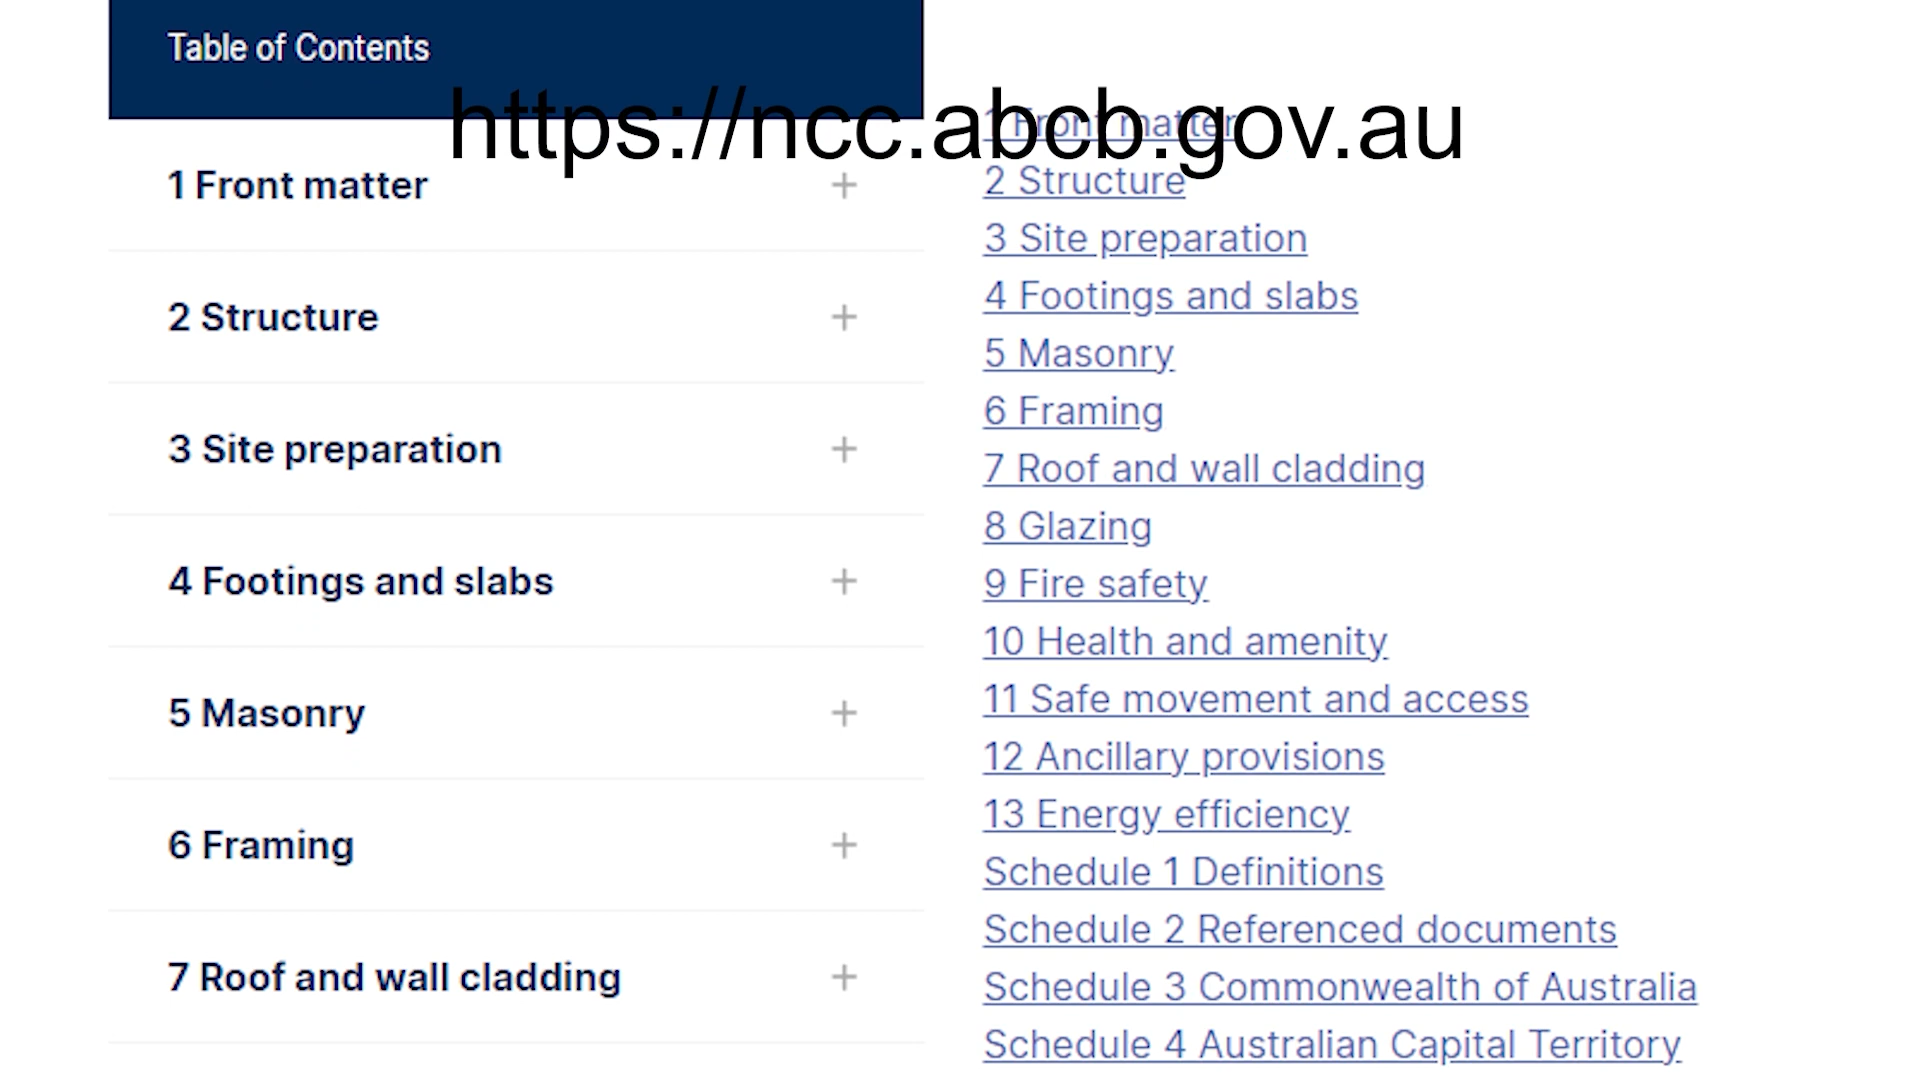 Table of Contents
https://ncc.abcb.gov.au
1 Front matter
2 Structure
3 Site preparation
4 Footings and slabs
5 Masonry
6 Framing
7 Roof and wall cladding
1 Front matter
2 Structure
3 Site preparation
4 Footings and slabs
5 Masonry
6 Framing
7 Roof and wall cladding
8 Glazing
9 Fire safety
10 Health and amenity
11 Safe movement and access
12 Ancillary provisions
13 Energy efficiency
Schedule 1 Definitions
Schedule 2 Referenced documents
Schedule 3 Commonwealth of Australia
Schedule 4 Australian Capital Territory